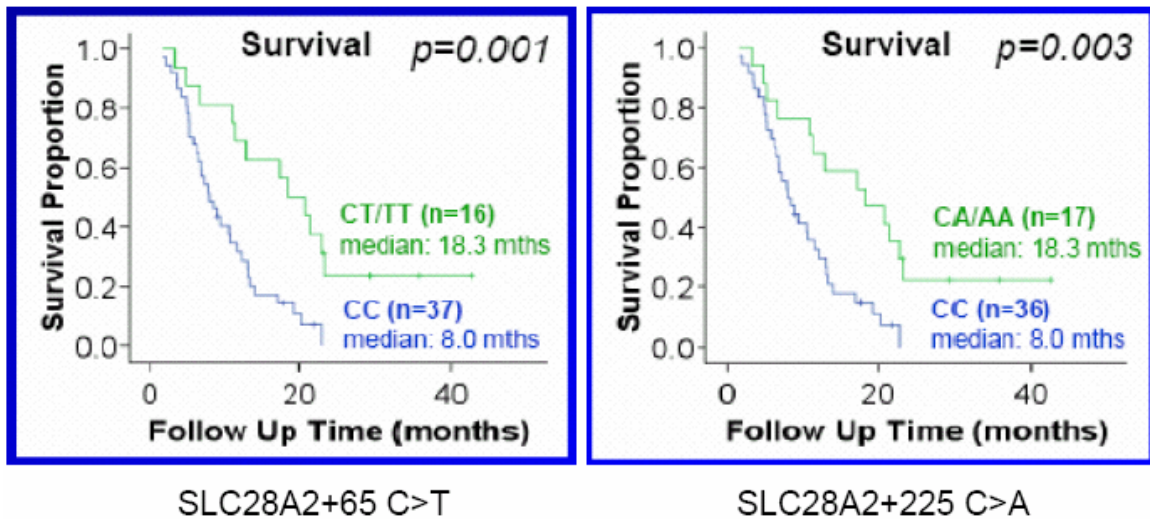 Survival
p=0.001
Survival Proportion
1.0
0.8
0.6
0.4
0.2
0.0
CT/TT (n=16)
median: 18.3 mths
CC (n=37)
median: 8.0 mths
0 20 40
Follow Up Time (months)
SLC28A2+65 C>T
Survival
p=0.003
Survival Proportion
1.0
0.8
0.6
0.4
0.2
0.0
CA/AA (n=17)
median: 18.3 mths
CC (n=36)
median: 8.0 mths
0 20 40
Follow Up Time (months)
SLC28A2+225 C>A